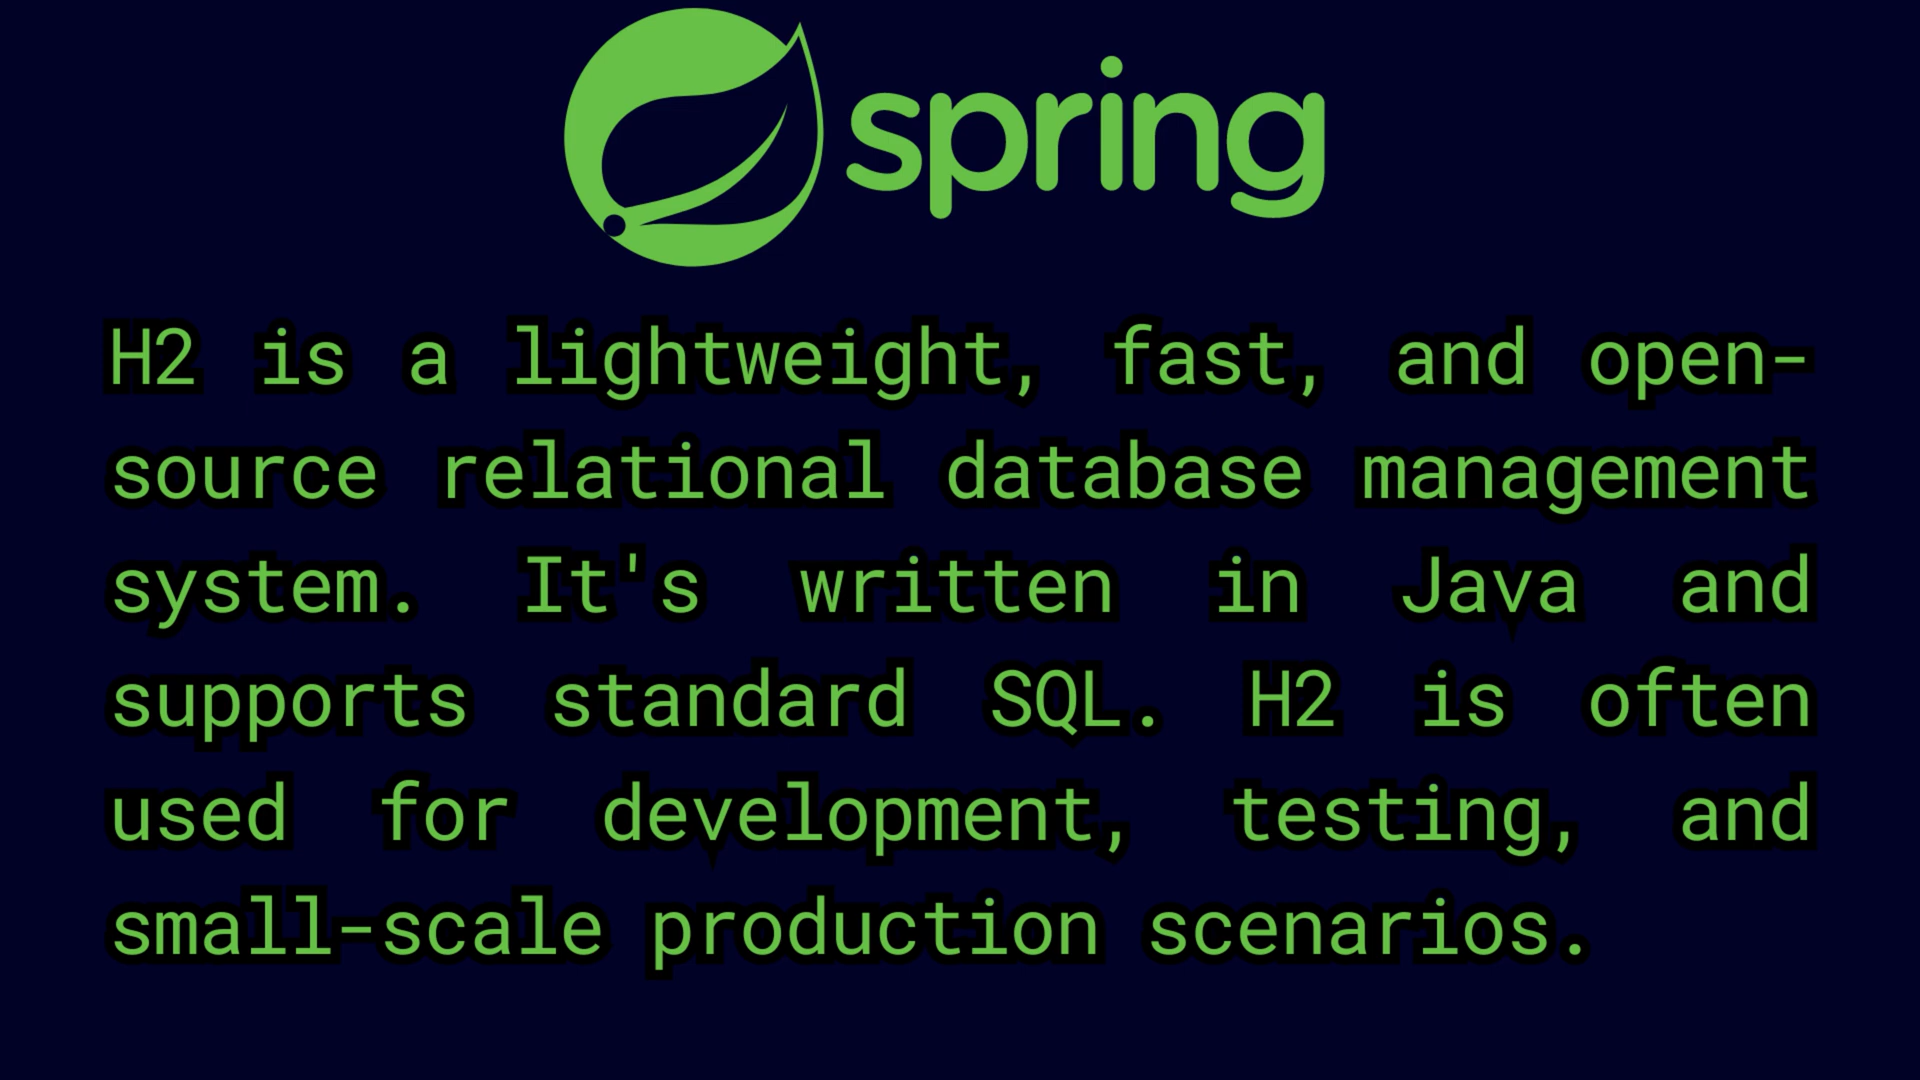 spring
H2 is a lightweight, fast, and open-
source relational database management
system. It's written in Java and
supports standard SQL. H2 is often
used for development, testing, and
small-scale production scenarios.